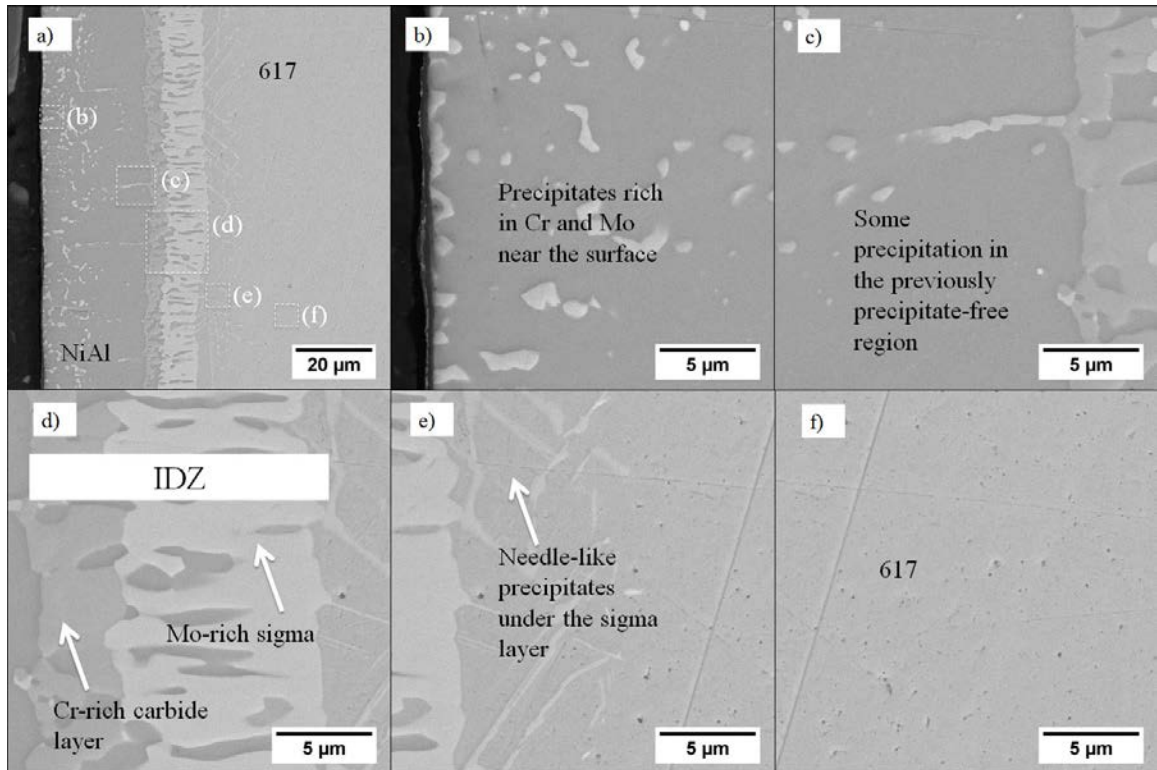 a)
617
(b)
(c)
(d)
(e)
(f)
NiAl
20 µm
b)
Precipitates rich
in Cr and Mo
near the surface
5 µm
c)
Some
precipitation in
the previously
precipitate-free
region
5 µm
d)
IDZ
Mo-rich sigma
Cr-rich carbide
layer
5 µm
e)
Needle-like
precipitates
under the sigma
layer
5 µm
f)
617
5 µm